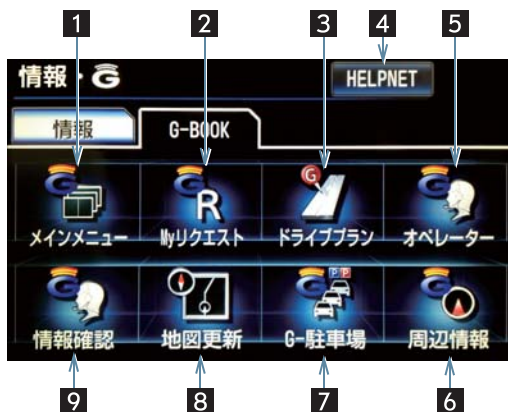 1 2 3 4 5
情報・G HELPNET
情報 G-BOOK
G G G G
R
メインメニュー Myリクエスト ドライブプラン オペレーター
G G P P G
情報確認 地図更新 G-駐車場 周辺情報
9 8 7 6